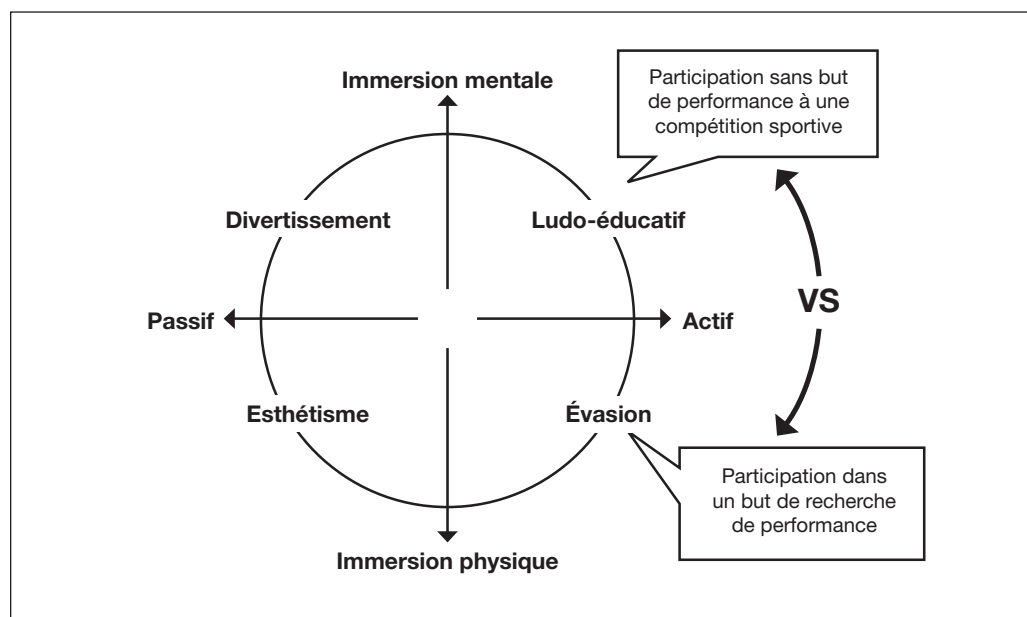 Immersion mentale
Participation sans but
de performance à une
compétition sportive
Divertissement
Ludo-éducatif
Passif
Actif
VS
Esthétisme
Évasion
Participation dans
un but de recherche
de performance
Immersion physique